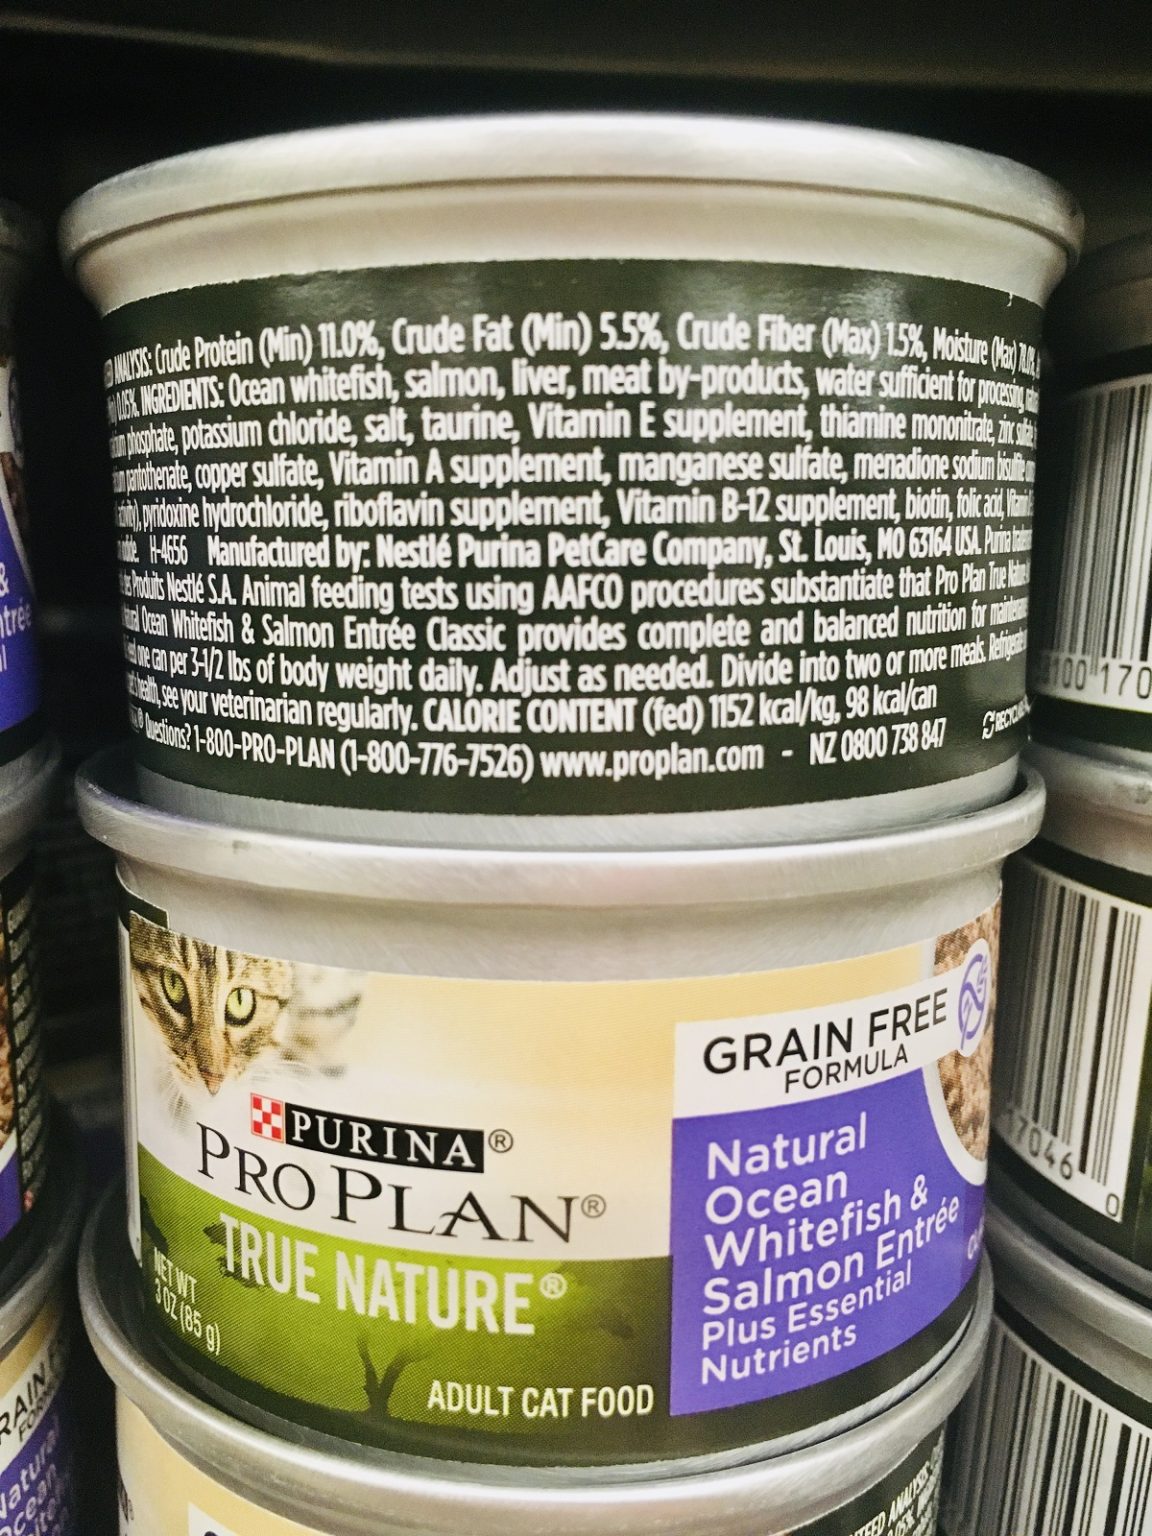 ANALYSIS: Crude Protein (Min) 11.0%, Crude Fat (Min) 5.5%, Crude Fiber (Max) 1.5%, Moisture (Max) 78.0%,
0.05%. INGREDIENTS: Ocean whitefish, salmon, liver, meat by-products, water sufficient for processing,
phosphate, potassium chloride, salt, taurine, Vitamin E supplement, thiamine mononitrate, zinc sulfate,
pantothenate, copper sulfate, Vitamin A supplement, manganese sulfate, menadione sodium bisulfite
pyridoxine hydrochloride, riboflavin supplement, Vitamin B-12 supplement, biotin, folic acid, Vitamin
H-4656 Manufactured by: Nestlé Purina PetCare Company, St. Louis, MO 63164 USA. Purina
Produits Nestlé S.A. Animal feeding tests using AAFCO procedures substantiate that Pro Plan True Nature
Ocean Whitefish & Salmon Entrée Classic provides complete and balanced nutrition for
one can per 3-1/2 lbs of body weight daily. Adjust as needed. Divide into two or more meals.
health, see your veterinarian regularly. CALORIE CONTENT (fed) 1152 kcal/kg, 98 kcal/can
Questions? 1-800-PRO-PLAN (1-800-776-7526) www.proplan.com - NZ 0800 738 847
GRAIN FREE
FORMULA
PURINA®
PRO PLAN®
TRUE NATURE®
NET WT
3 OZ (85 g)
ADULT CAT FOOD
Natural
Ocean
Whitefish &
Salmon Entrée
Plus Essential
Nutrients
17046
0